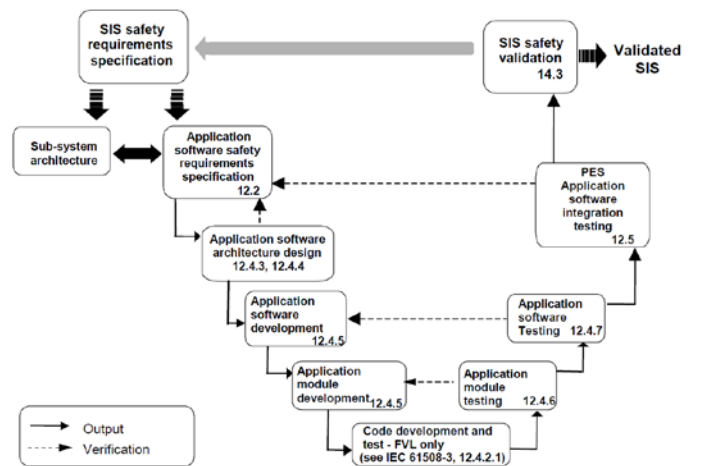 SIS safety
requirements
specification
SIS safety
validation
14.3
Validated
SIS
Sub-system
architecture
Application
software safety
requirements
specification
12.2
PES
Application
software
integration
testing
12.5
Application software
architecture design
12.4.3, 12.4.4
Application
software
development
12.4.5
Application
software
Testing 12.4.7
Application
module
development
12.4.5
Application
module
testing
12.4.6
Code development and
test - FVL only
(see IEC 61508-3, 12.4.2.1)
Output
Verification